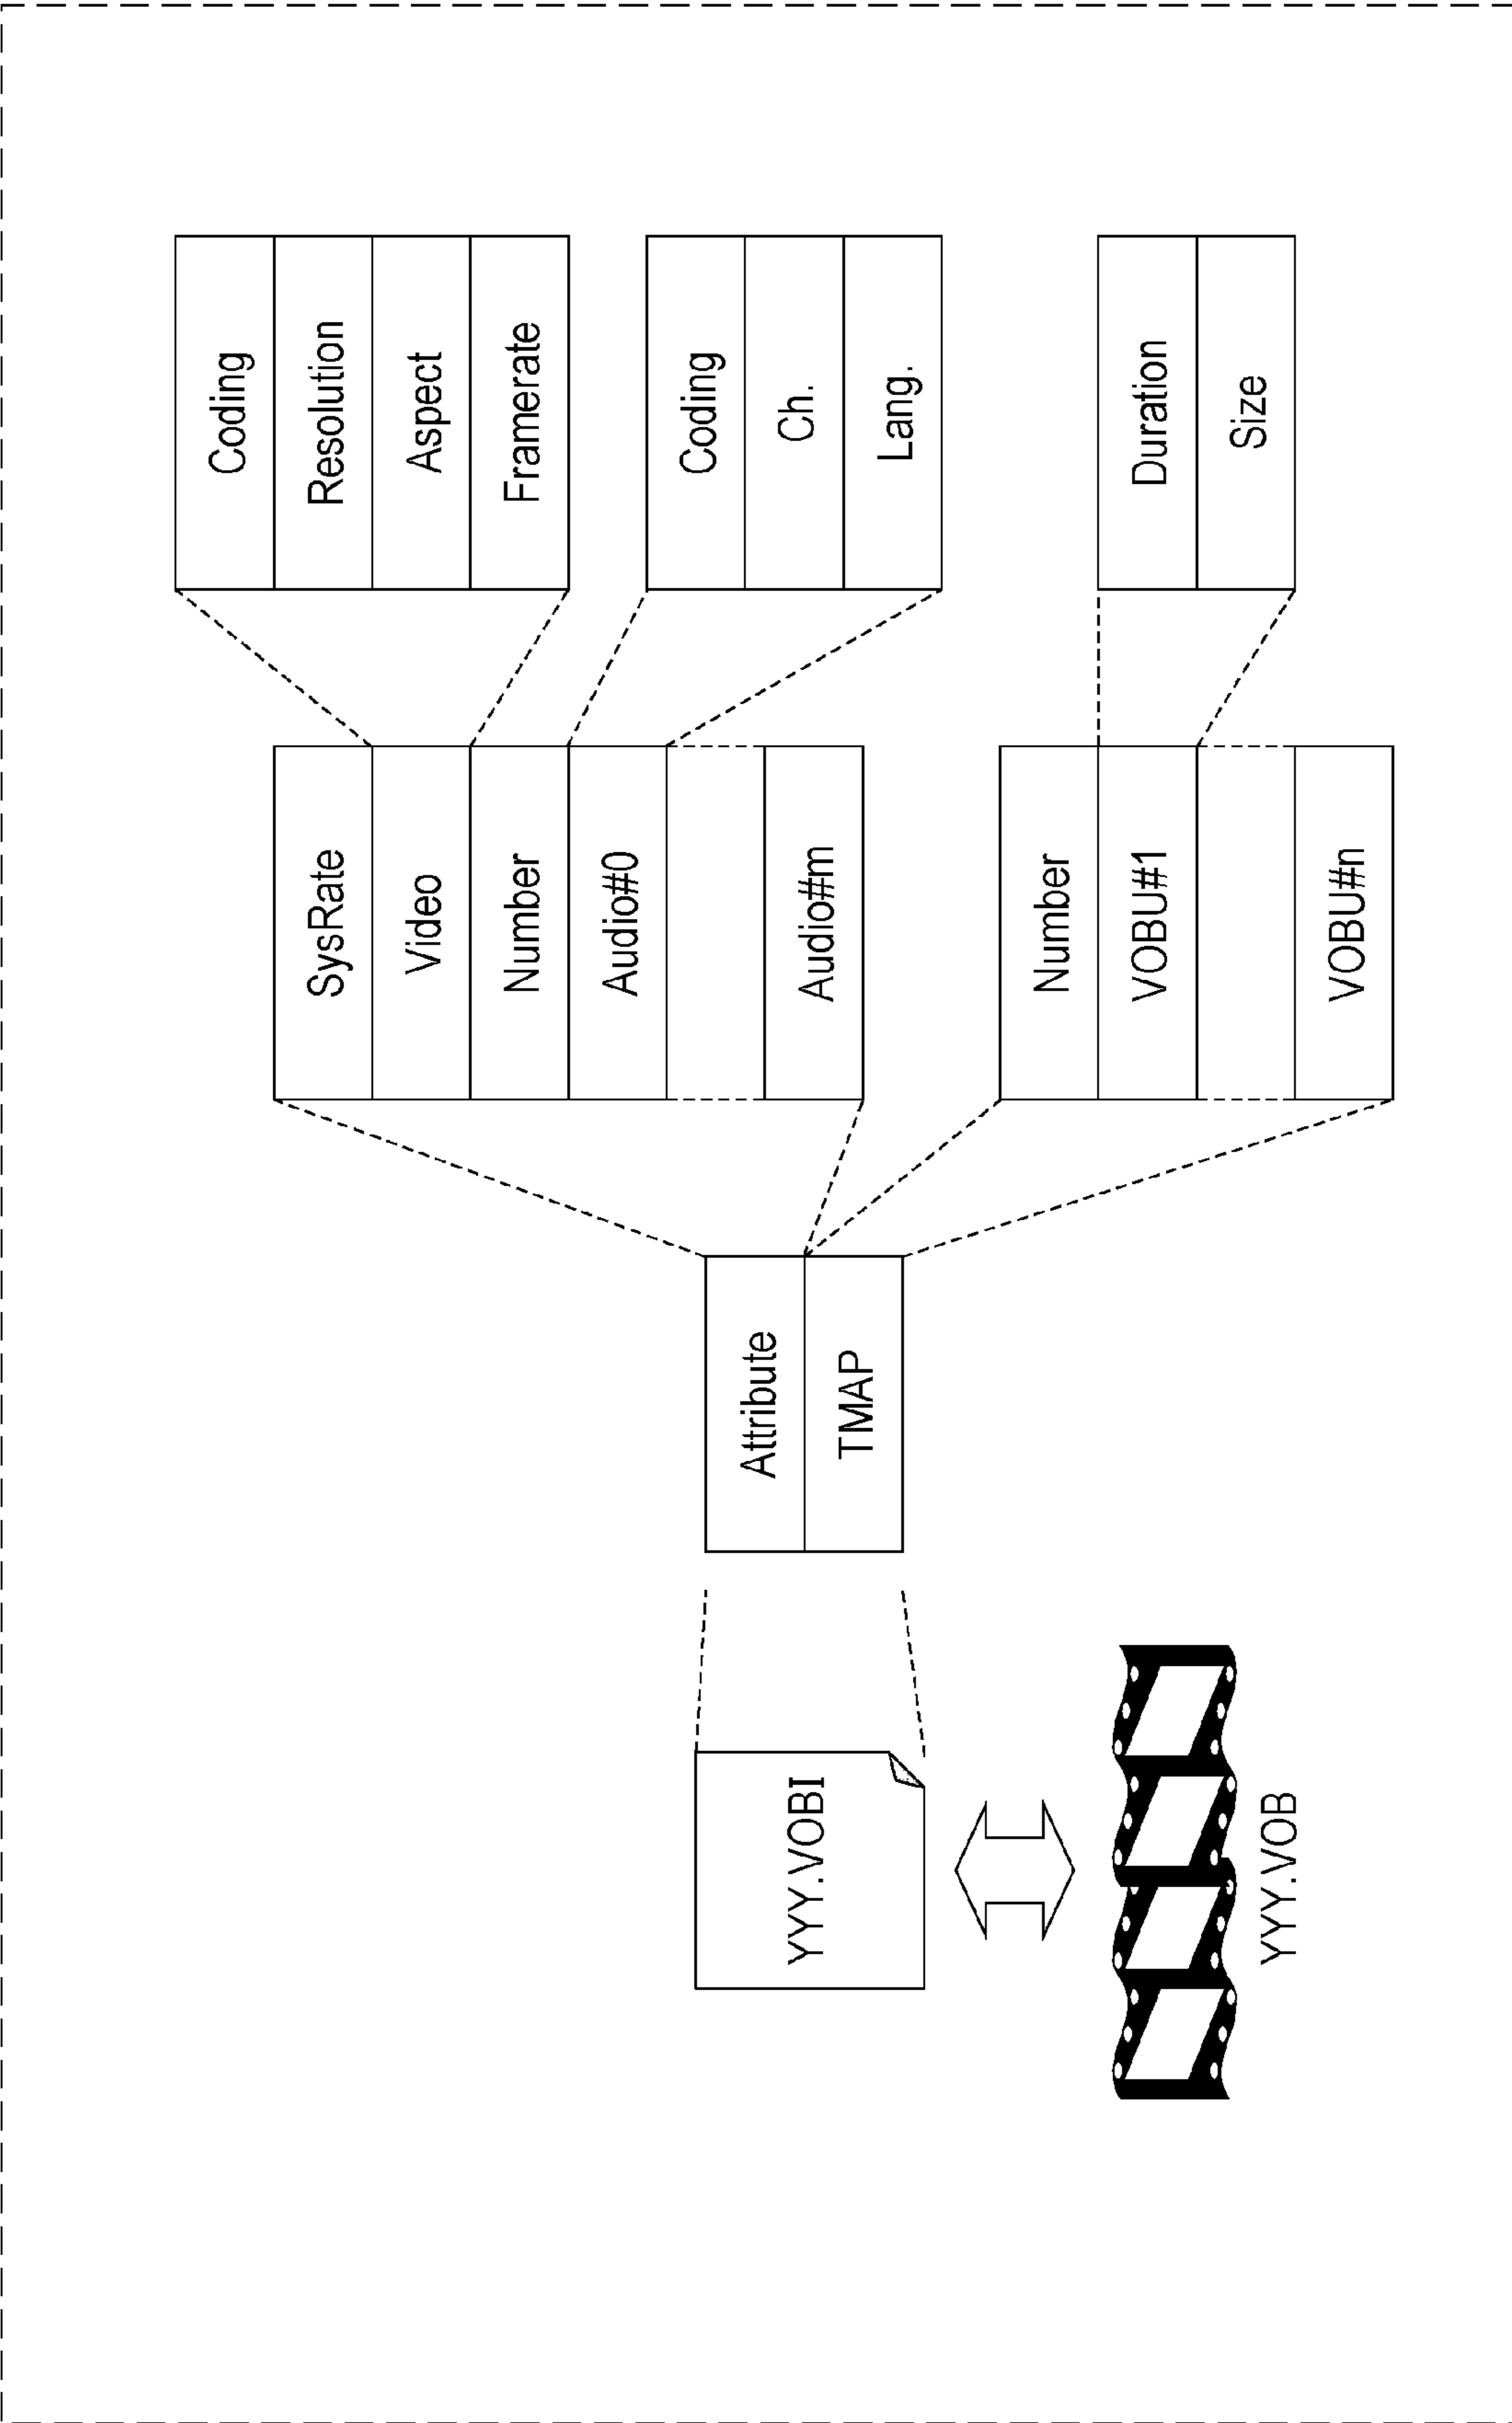 YYY.VOBI
YYY.VOB
Attribute
TMAP
SysRate
Video
Number
Audio#0
Audio#m
Number
VOBU#1
VOBU#n
Coding
Resolution
Aspect
Framerate
Coding
Ch.
Lang.
Duration
Size